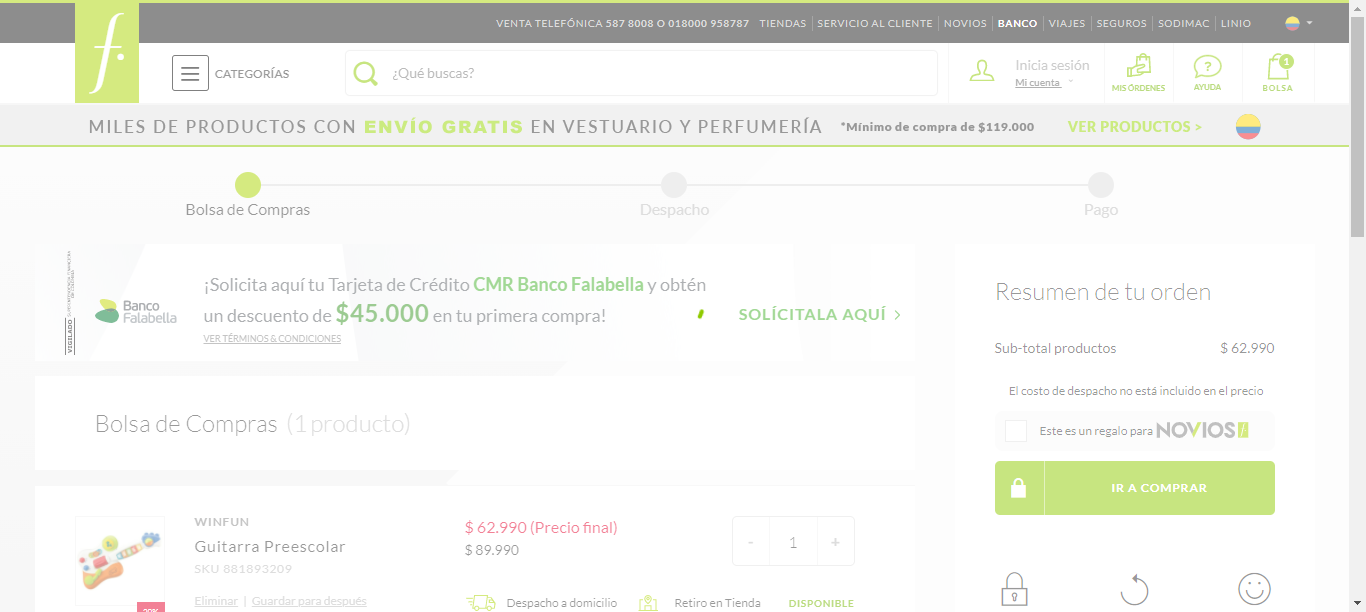 VENTA TELEFÓNICA 587 8008 O 018000 958787 TIENDAS SERVICIO AL CLIENTE NOVIOS BANCO VIAJES SEGUROS SODIMAC LINIO
f.
CATEGORÍAS
¿Qué buscas?
Inicia sesión
Mi cuenta
MIS ÓRDENES
AYUDA
1
BOLSA
MILES DE PRODUCTOS CON ENVÍO GRATIS EN VESTUARIO Y PERFUMERÍA *Mínimo de compra de $119.000 VER PRODUCTOS >
Bolsa de Compras
Despacho
Pago
VIGILADO
Banco
Falabella
¡Solicita aquí tu Tarjeta de Crédito CMR Banco Falabella y obtén
un descuento de $45.000 en tu primera compra!
VER TÉRMINOS & CONDICIONES
SOLÍCITALA AQUÍ >
Resumen de tu orden
Sub-total productos $ 62.990
El costo de despacho no está incluido en el precio
Este es un regalo para NOVIOS f
IR A COMPRAR
Bolsa de Compras (1 producto)
WINFUN
Guitarra Preescolar
SKU 881893209
Eliminar | Guardar para después
$ 62.990 (Precio final)
$ 89.990
- 1 +
Despacho a domicilio
Retiro en Tienda
DISPONIBLE